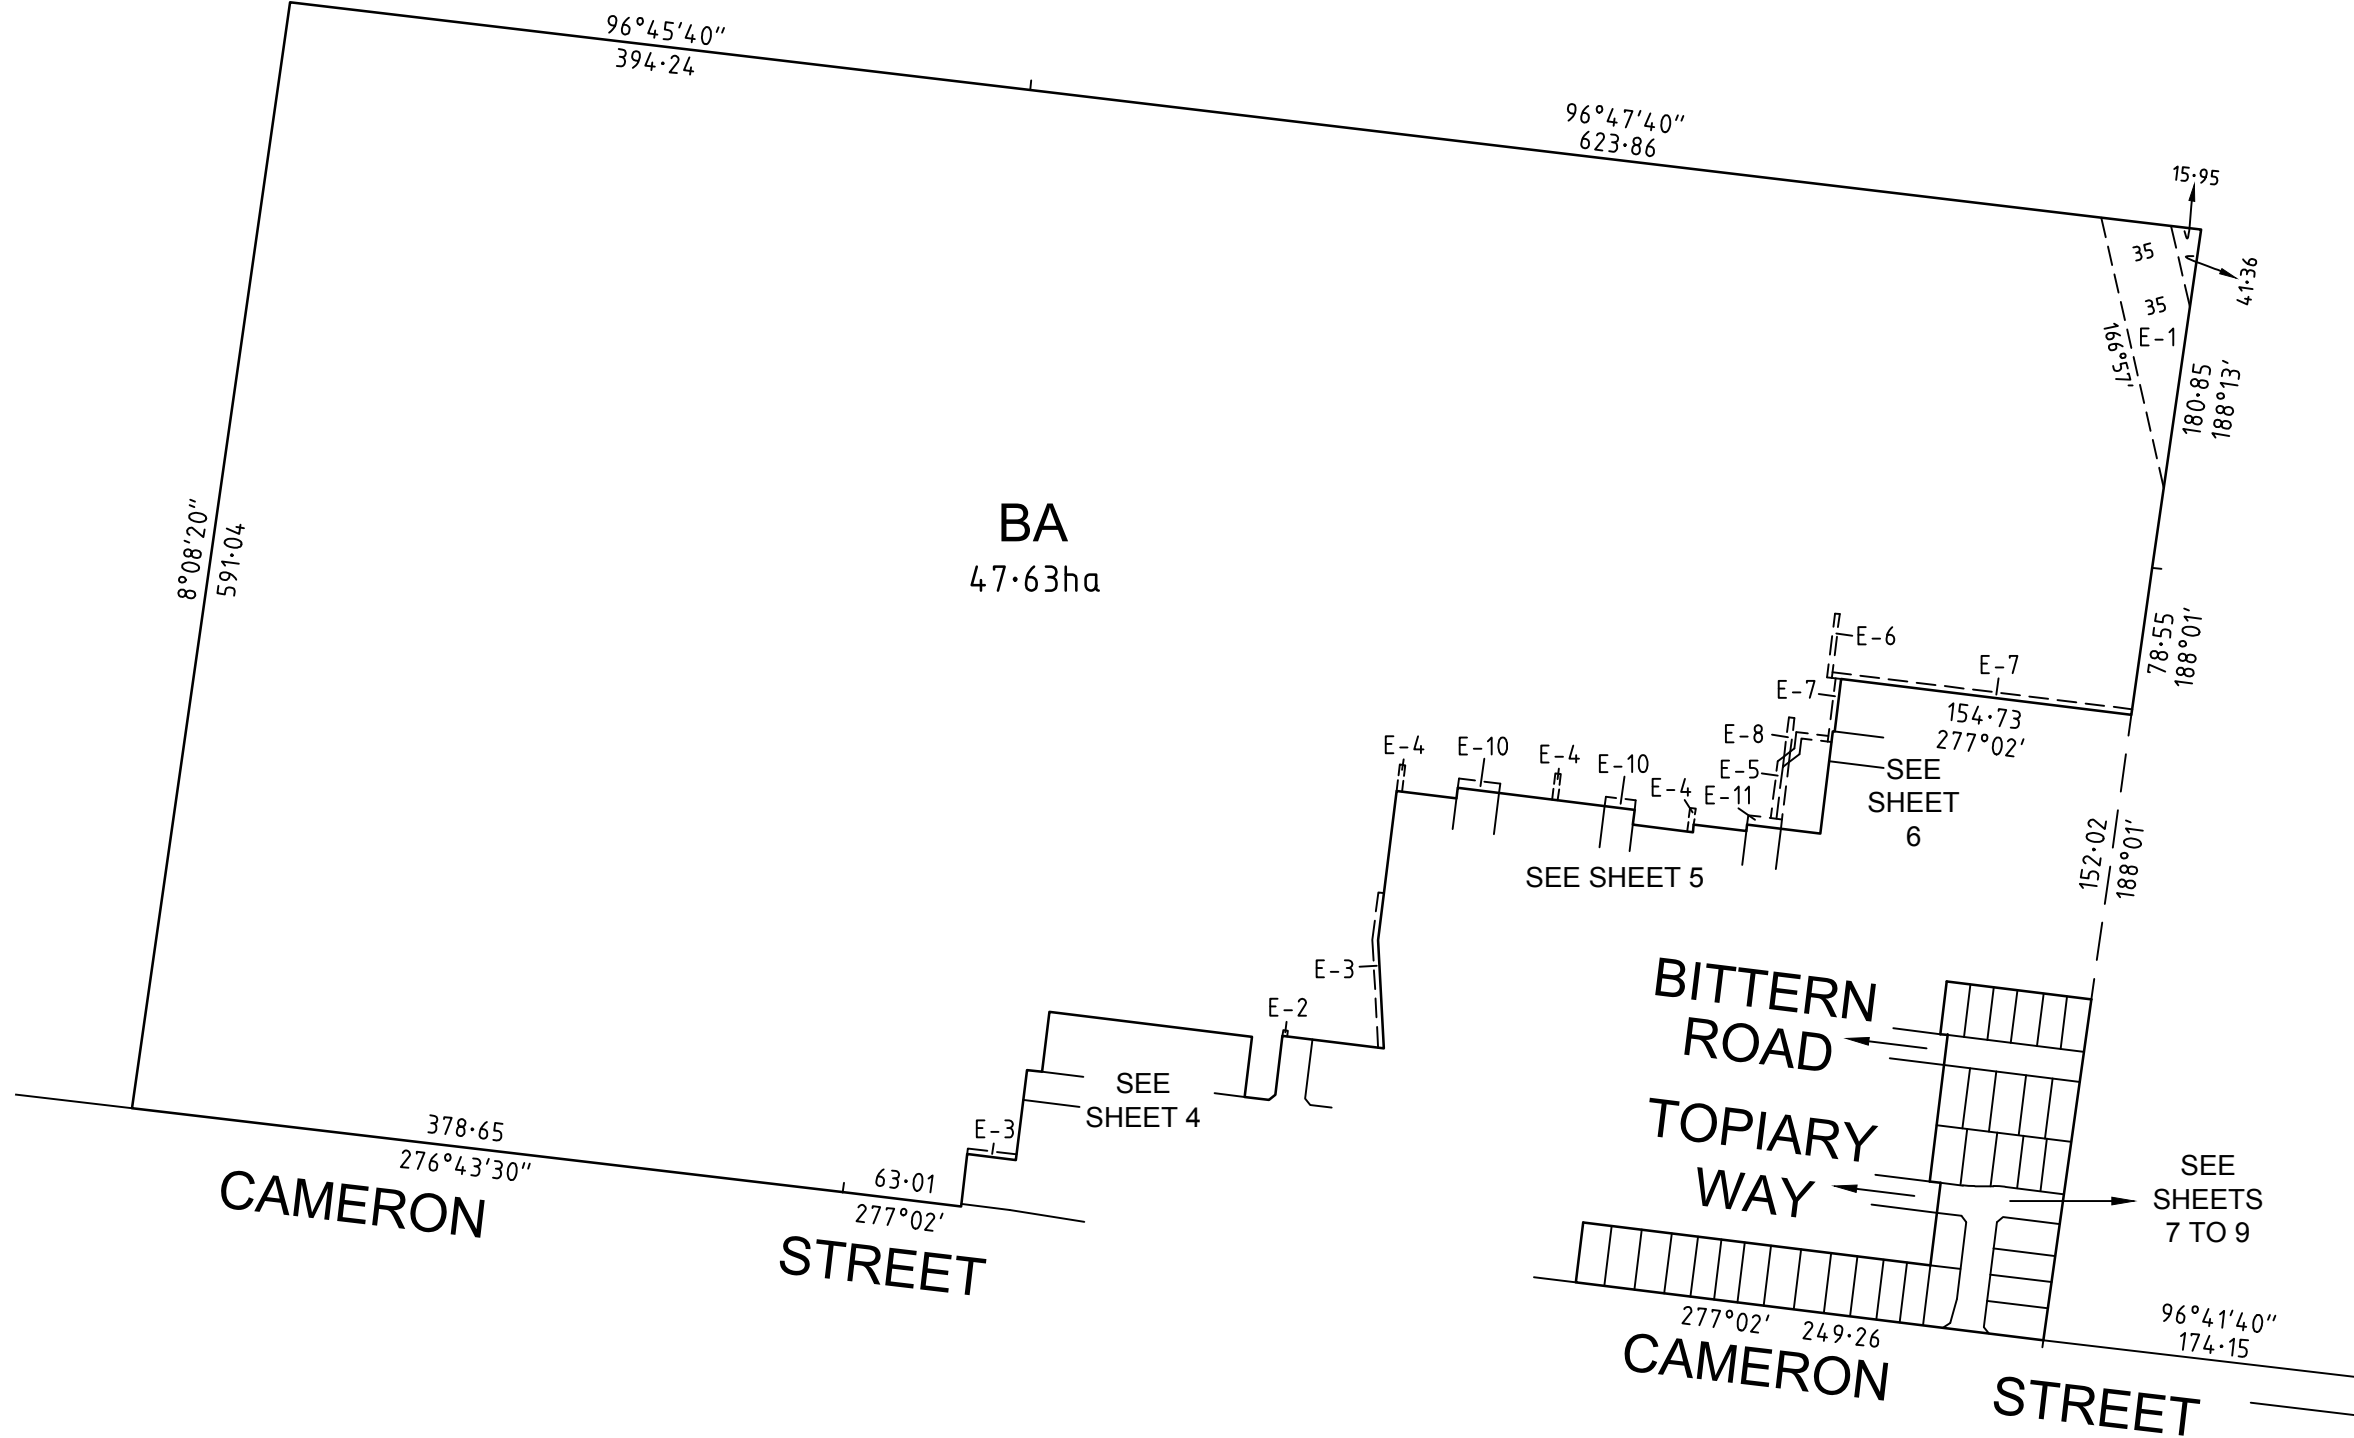 96°45'40"
394·24
96°47'40"
623·86
15·95
41·36
35
35
E-1
166°57'
180·85
188°13'
8°08'20"
591·04
BA
47·63ha
78·55
188°01'
E-6
E-7
E-7
154·73
277°02'
E-8
E-5
E-4
E-10
E-4
E-10
E-4
E-11
SEE
SHEET
6
SEE SHEET 5
152·02
188°01'
E-3
E-2
BITTERN
ROAD
SEE
SHEET 4
E-3
TOPIARY
WAY
SEE
SHEETS
7 TO 9
378·65
276°43'30"
63·01
277°02'
CAMERON
STREET
277°02' 249·26
96°41'40"
174·15
CAMERON
STREET